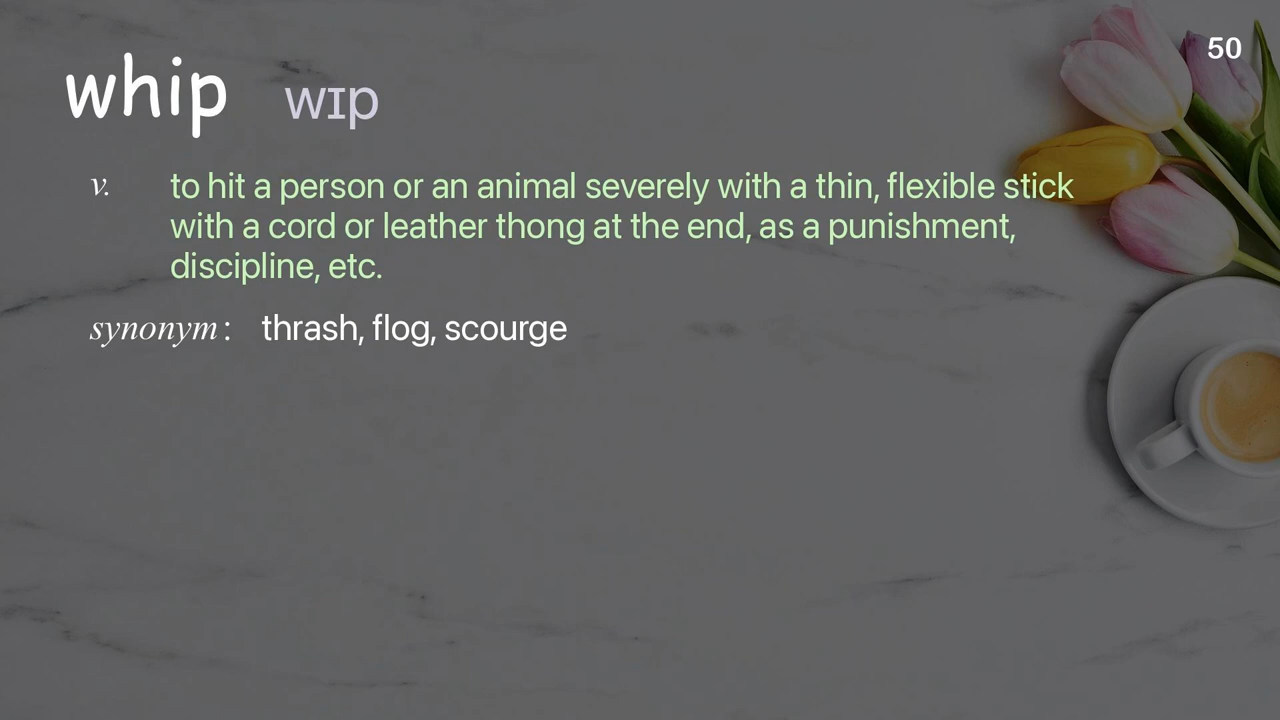 50
whip wɪp
v. to hit a person or an animal severely with a thin, flexible stick
with a cord or leather thong at the end, as a punishment,
discipline, etc.
synonym : thrash, flog, scourge